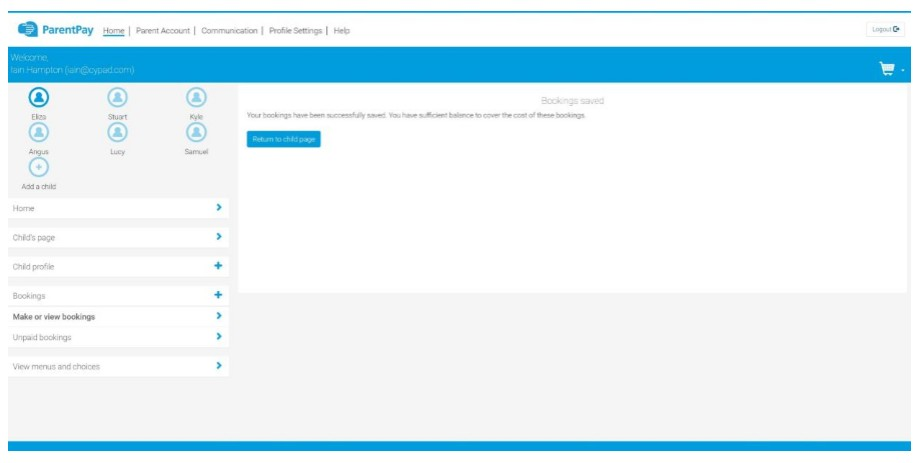 ParentPay Home | Parent Account | Communication | Profile Settings | Help
Logout
Welcome,
Iain Hampton (iain@cypad.com)
Eliza Stuart Kyle
Angus Lucy Samuel
Add a child
Home
Child's page
Child profile
Bookings
Make or view bookings
Unpaid bookings
View menus and choices
Bookings saved
Your bookings have been successfully saved. You have sufficient balance to cover the cost of these bookings.
Return to child page